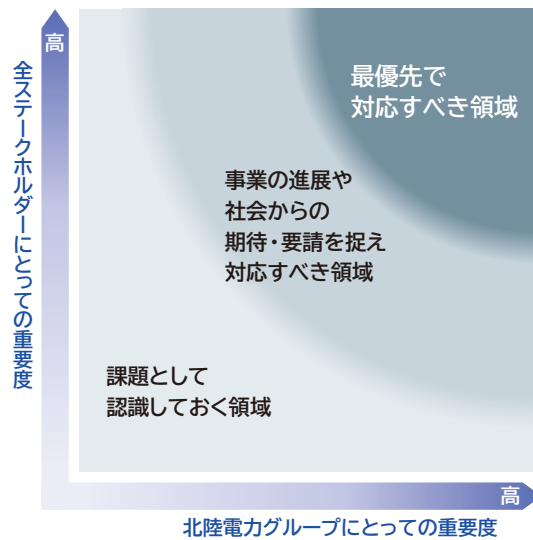 高
全ステークホルダーにとっての重要度
最優先で
対応すべき領域
事業の進展や
社会からの
期待・要請を捉え
対応すべき領域
課題として
認識しておく領域
高
北陸電力グループにとっての重要度